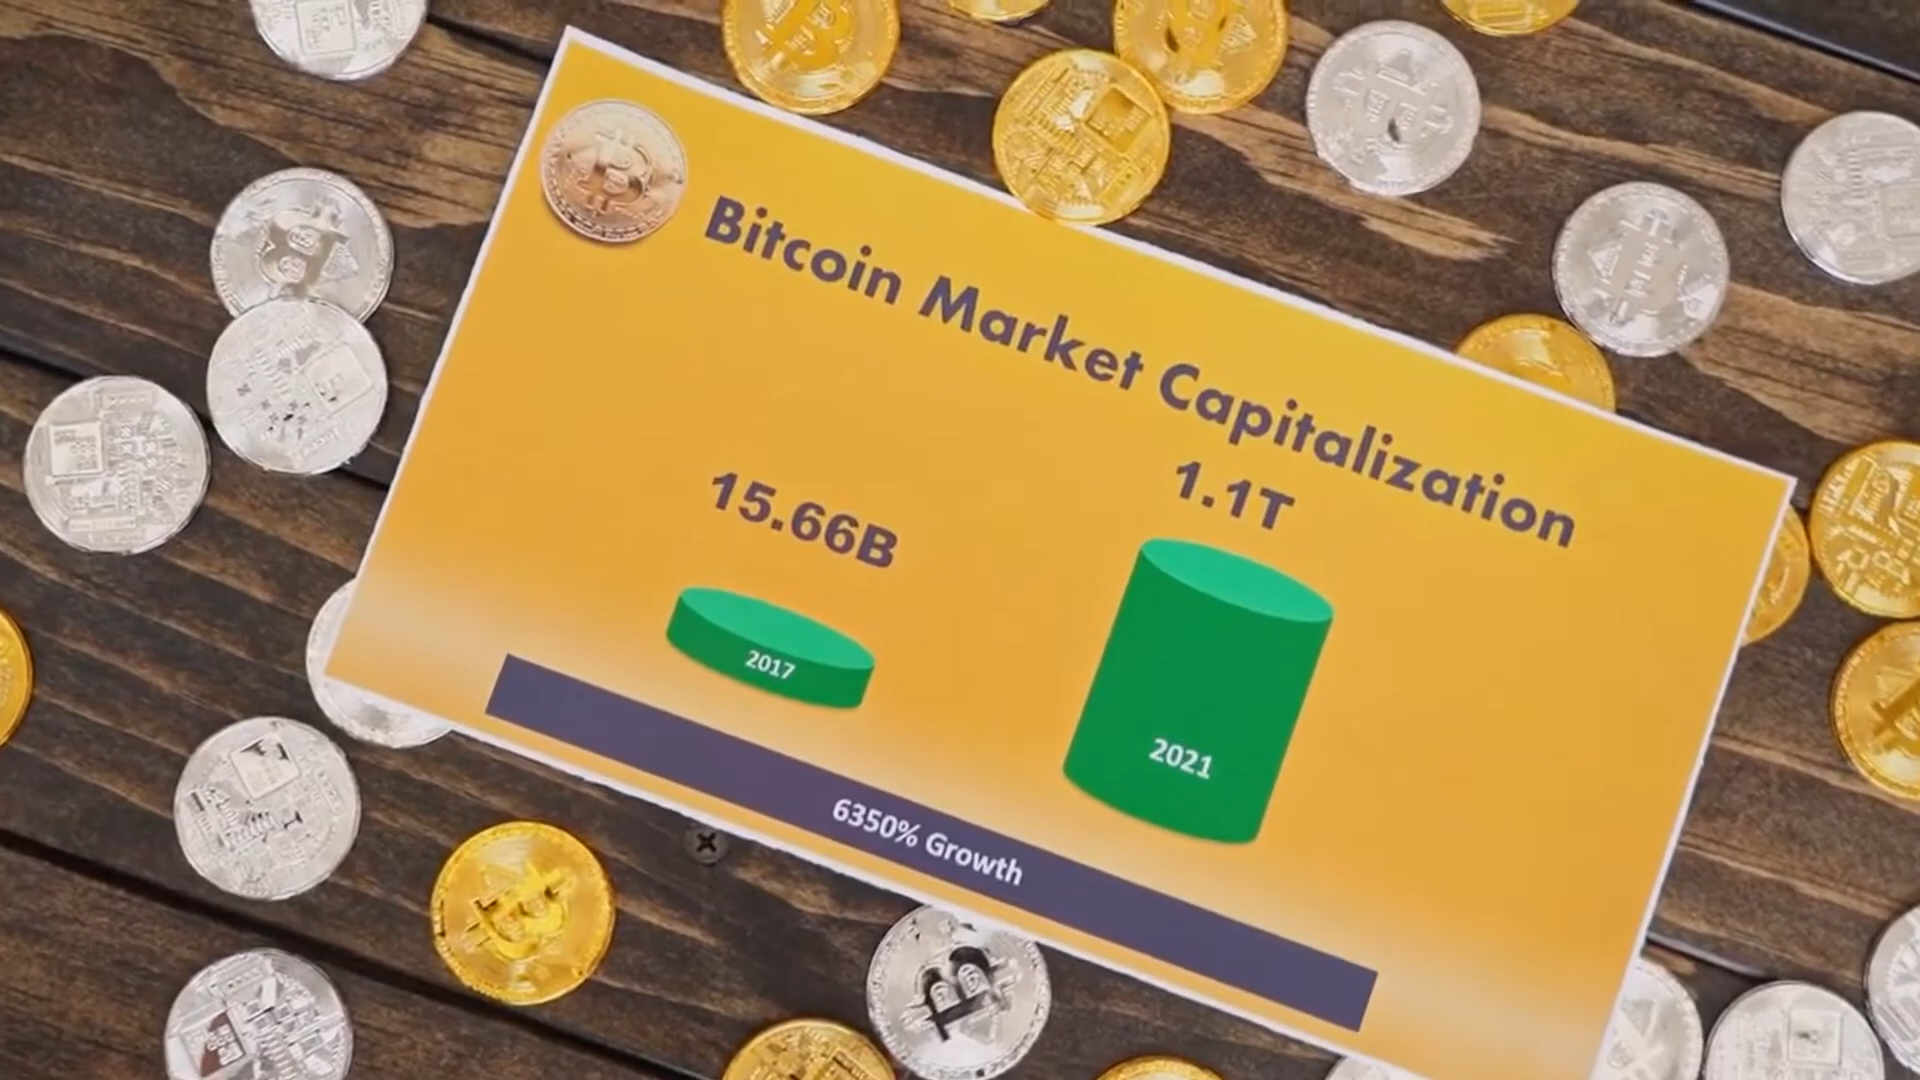 Bitcoin Market Capitalization
15.66B
1.1T
2017
2021
6350% Growth